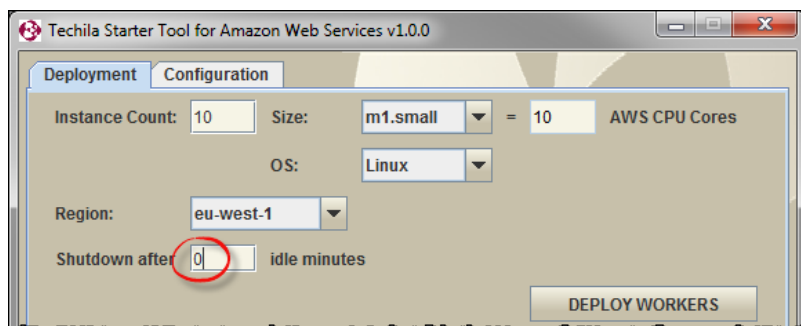 Techila Starter Tool for Amazon Web Services v1.0.0
Deployment Configuration
Instance Count: 10 Size: m1.small = 10 AWS CPU Cores
OS: Linux
Region: eu-west-1
Shutdown after 0 idle minutes
DEPLOY WORKERS